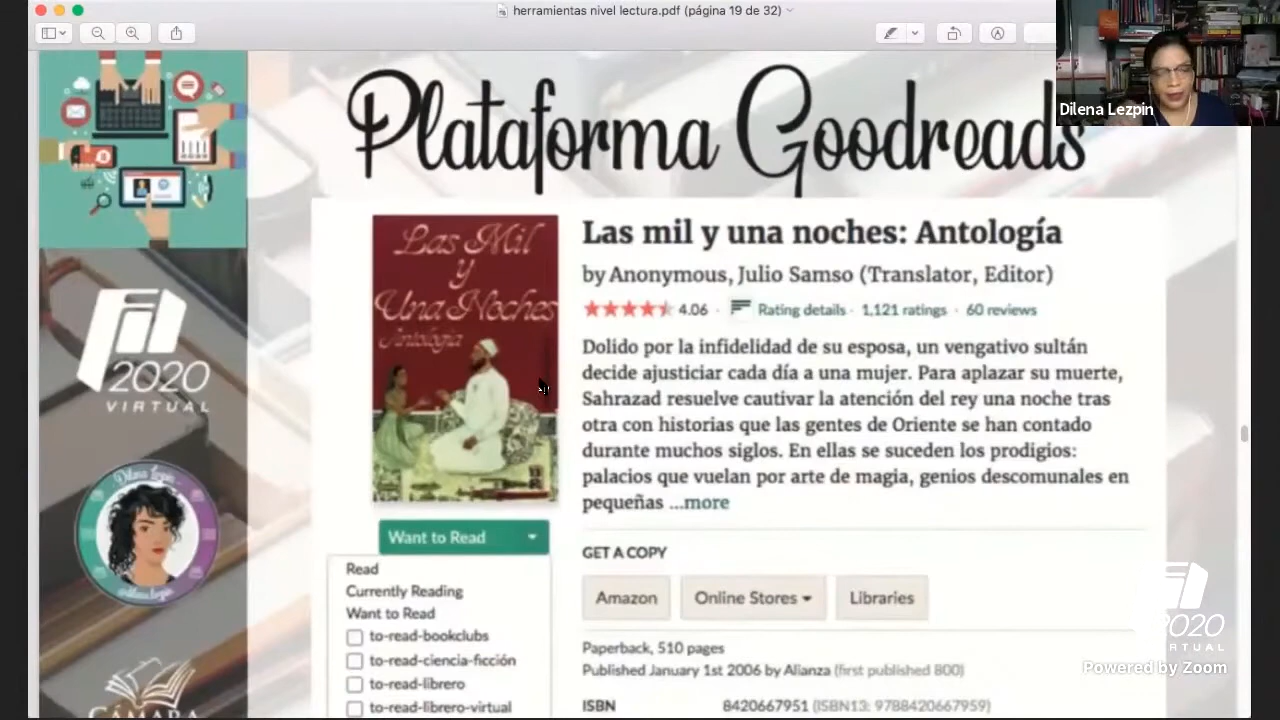 herramientas nivel lectura.pdf (página 19 de 32)
Dilena Lezpin
Plataforma Goodreads
Las Mil
y
Una Noches
Antología
Las mil y una noches: Antología
by Anonymous, Julio Samso (Translator, Editor)
4.06 · Rating details · 1,121 ratings · 60 reviews
Dolido por la infidelidad de su esposa, un vengativo sultán
decide ajusticiar cada día a una mujer. Para aplazar su muerte,
Sahrazad resuelve cautivar la atención del rey una noche tras
otra con historias que las gentes de Oriente se han contado
durante muchos siglos. En ellas se suceden los prodigios:
palacios que vuelan por arte de magia, genios descomunales en
pequeñas ...more
Want to Read
Read
Currently Reading
Want to Read
to-read-bookclubs
to-read-ciencia-ficción
to-read-librero
to-read-librero-virtual
GET A COPY
Amazon
Online Stores
Libraries
Paperback, 510 pages
Published January 1st 2006 by Alianza (first published 800)
ISBN 8420667951 (ISBN13: 9788420667959)
FIL
2020
VIRTUAL
CÁMARA
2020
Powered by Zoom